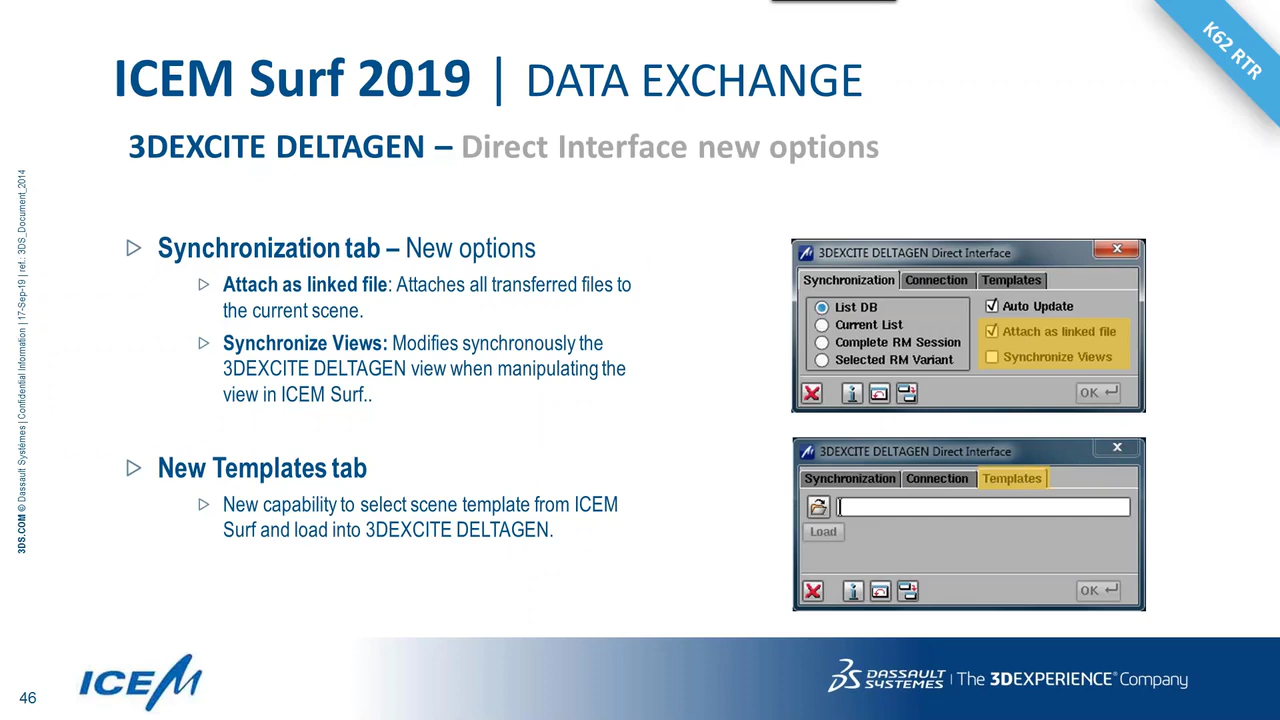 K62 RTR
ICEM Surf 2019 | DATA EXCHANGE
3DEXCITE DELTAGEN – Direct Interface new options
3DS.COM © Dassault Systèmes | Confidential Information | 17-Sep-19 | ref.: 3DS_Document_2014
Synchronization tab – New options
Attach as linked file: Attaches all transferred files to
the current scene.
Synchronize Views: Modifies synchronously the
3DEXCITE DELTAGEN view when manipulating the
view in ICEM Surf..
New Templates tab
New capability to select scene template from ICEM
Surf and load into 3DEXCITE DELTAGEN.
3DEXCITE DELTAGEN Direct Interface
Synchronization Connection Templates
List DB
Current List
Complete RM Session
Selected RM Variant
Auto Update
Attach as linked file
Synchronize Views
OK
3DEXCITE DELTAGEN Direct Interface
Synchronization Connection Templates
Load
OK
46
ICEM
DASSAULT SYSTEMES | The 3DEXPERIENCE® Company